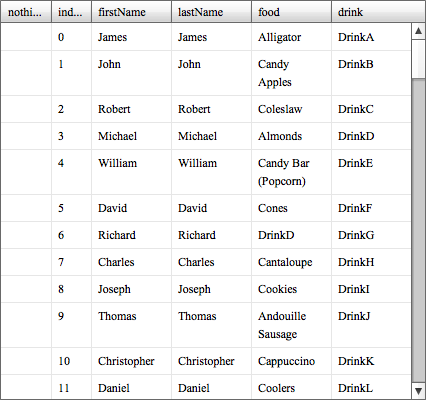 nothi... ind... firstName lastName food drink
0 James James Alligator DrinkA
1 John John Candy DrinkB
Apples
2 Robert Robert Coleslaw DrinkC
3 Michael Michael Almonds DrinkD
4 William William Candy Bar DrinkE
(Popcorn)
5 David David Cones DrinkF
6 Richard Richard DrinkD DrinkG
7 Charles Charles Cantaloupe DrinkH
8 Joseph Joseph Cookies DrinkI
9 Thomas Thomas Andouille DrinkJ
Sausage
10 Christopher Christopher Cappuccino DrinkK
11 Daniel Daniel Coolers DrinkL